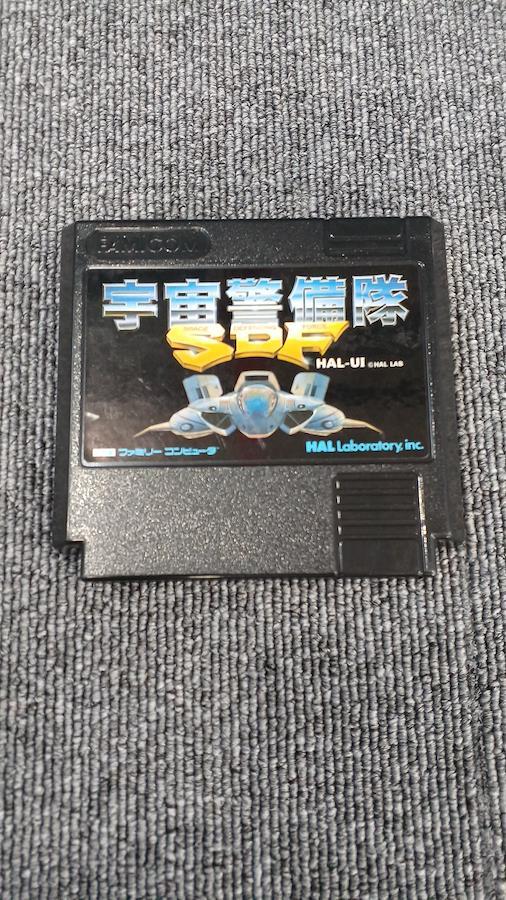 FAMICOM
宇宙警備隊
SPACE DEFENDING FORCE
SDF
HAL-UI ©HAL LAB
ファミリー コンピュータ
HAL Laboratory, inc.